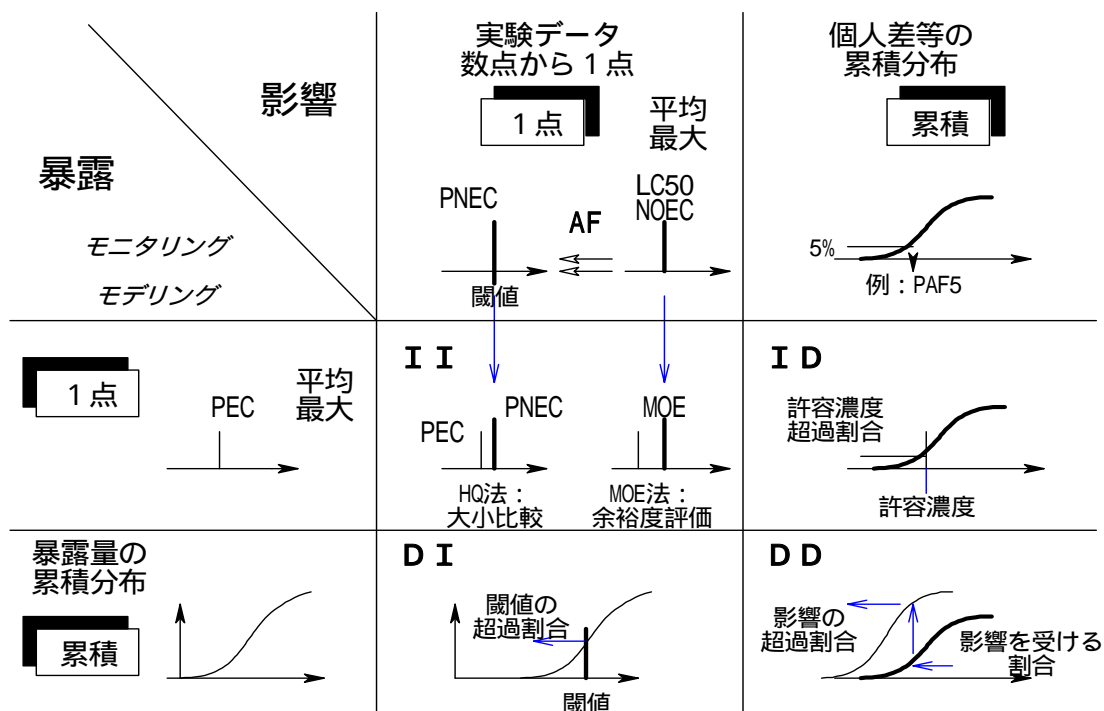 影響
暴露
モニタリング
モデリング
実験データ
数点から1点
1点
平均
最大
PNEC
AF
LC50
NOEC
閾値
個人差等の
累積分布
累積
5%
例：PAF5
1点
平均
最大
PEC
II
PNEC
PEC
HQ法：
大小比較
MOE
MOE法：
余裕度評価
ID
許容濃度
超過割合
許容濃度
暴露量の
累積分布
累積
DI
閾値の
超過割合
閾値
DD
影響の
超過割合
影響を受ける
割合